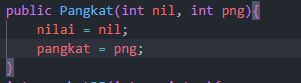 public Pangkat(int nil, int png){
nilai = nil;
pangkat = png;
}